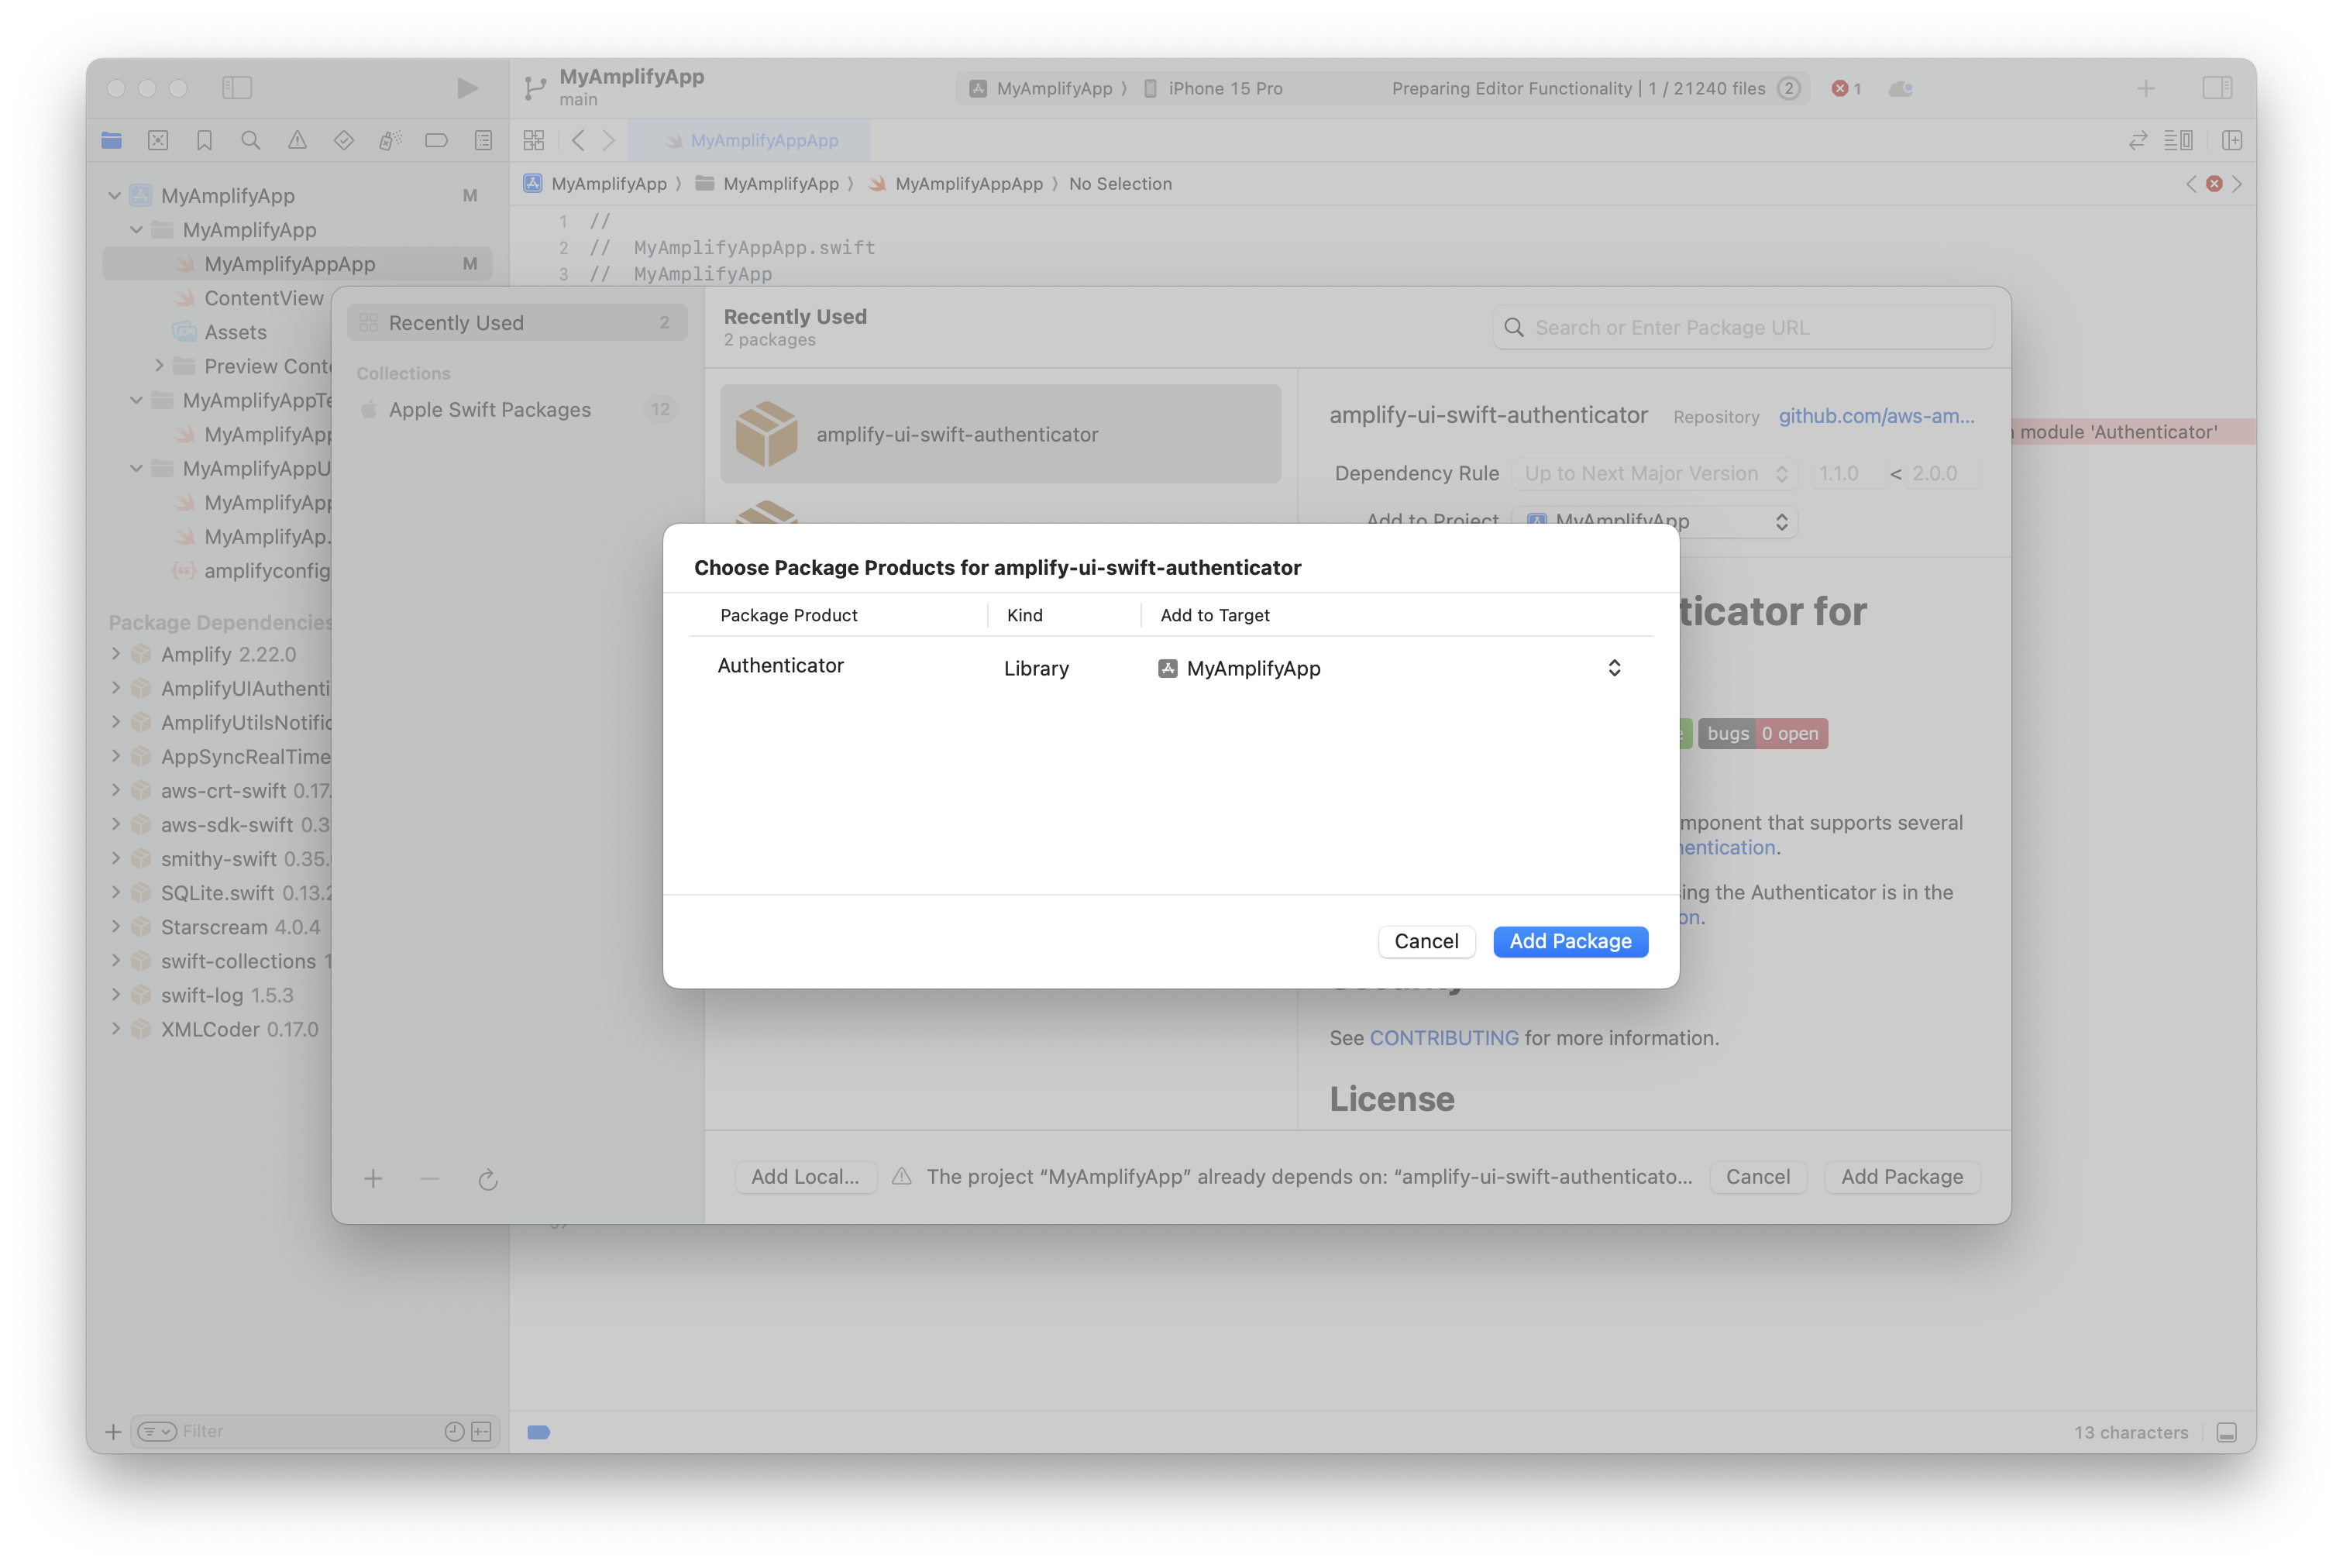 MyAmplifyApp
main
MyAmplifyApp 〉 iPhone 15 Pro
Preparing Editor Functionality | 1 / 21240 files 2
1
MyAmplifyAppApp
MyAmplifyApp M
MyAmplifyApp
MyAmplifyAppApp M
ContentView
Assets
Preview Conte
MyAmplifyAppTe
MyAmplifyApp
MyAmplifyAppU
MyAmplifyApp
MyAmplifyAp.
amplifyconfig
Package Dependencies
Amplify 2.22.0
AmplifyUIAuthenti
AmplifyUtilsNotific
AppSyncRealTime
aws-crt-swift 0.17.
aws-sdk-swift 0.3
smithy-swift 0.35.
SQLite.swift 0.13.2
Starscream 4.0.4
swift-collections 1
swift-log 1.5.3
XMLCoder 0.17.0
Filter
MyAmplifyApp 〉 MyAmplifyApp 〉 MyAmplifyAppApp 〉 No Selection
1 //
2 // MyAmplifyAppApp.swift
3 // MyAmplifyApp
module 'Authenticator'
Recently Used 2
Collections
Apple Swift Packages 12
Recently Used
2 packages
Search or Enter Package URL
amplify-ui-swift-authenticator
amplify-ui-swift-authenticator Repository github.com/aws-am...
Dependency Rule Up to Next Major Version 1.1.0 < 2.0.0
Add to Project MyAmplifyApp
ticator for
bugs 0 open
mponent that supports several
hentication.
ing the Authenticator is in the
on.
Security
See CONTRIBUTING for more information.
License
Choose Package Products for amplify-ui-swift-authenticator
Package Product Kind Add to Target
Authenticator Library MyAmplifyApp
Cancel Add Package
Add Local... The project “MyAmplifyApp” already depends on: “amplify-ui-swift-authenticato... Cancel Add Package
13 characters